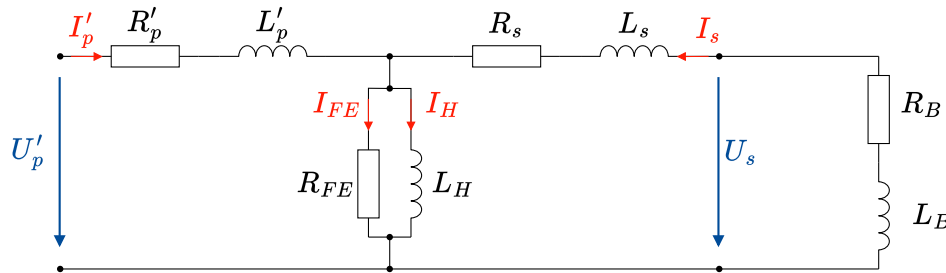 I′p R′p L′p Rs Ls Is
IFE IH RB
U′p Us
RFE LH LB